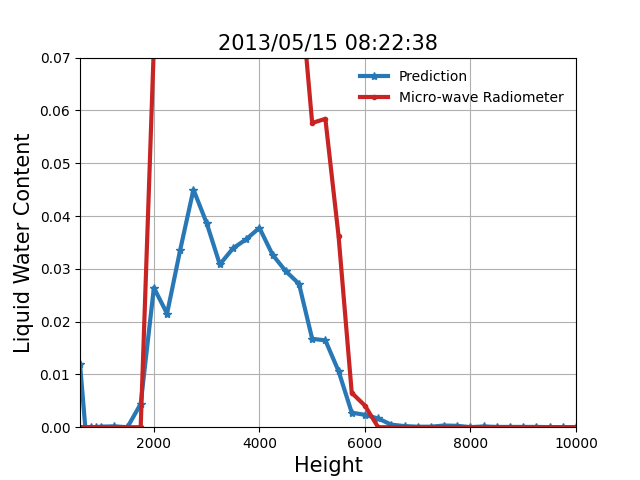 2013/05/15 08:22:38
Prediction
Micro-wave Radiometer
Liquid Water Content
0.07
0.06
0.05
0.04
0.03
0.02
0.01
0.00
2000 4000 6000 8000 10000
Height